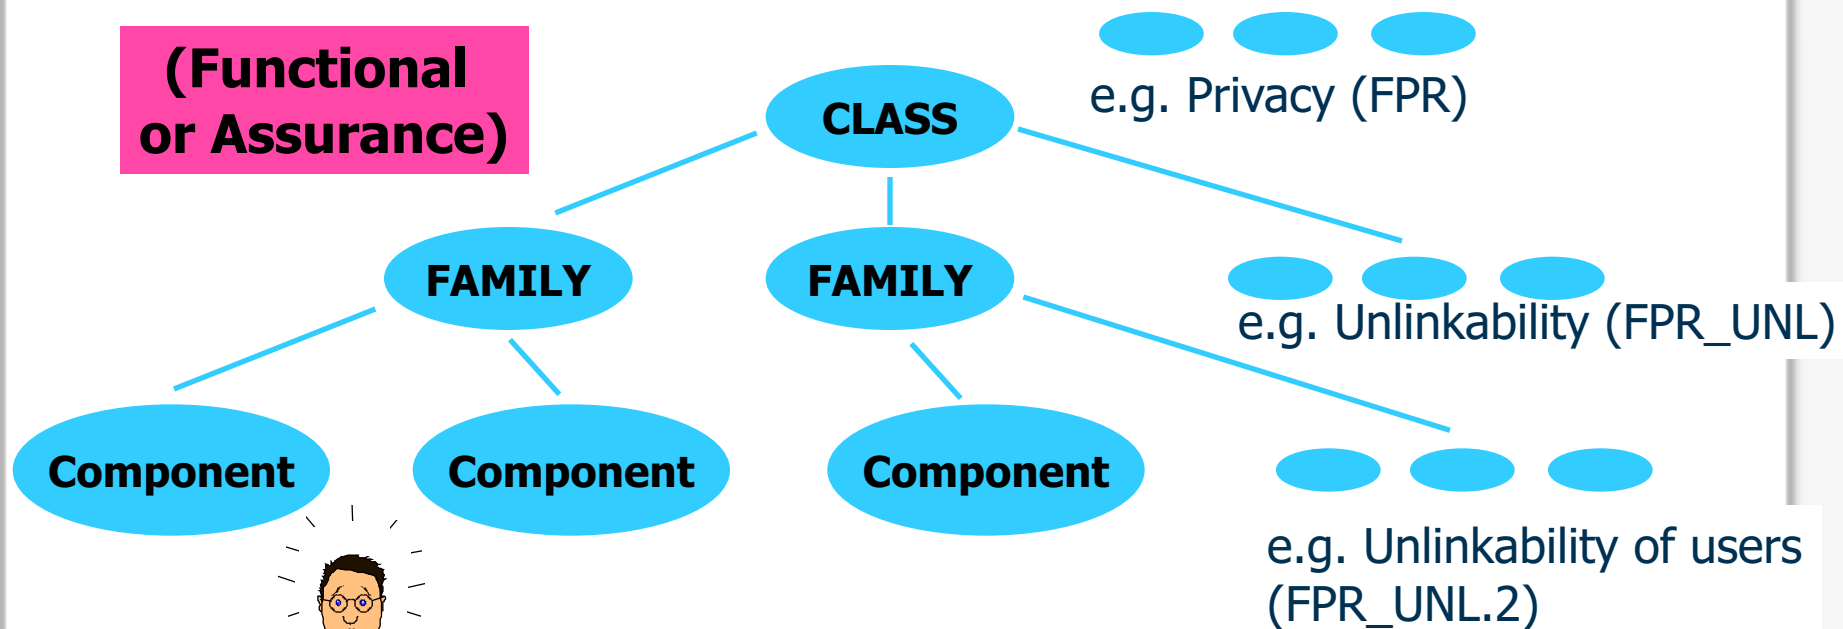 (Functional
or Assurance)
CLASS
e.g. Privacy (FPR)
FAMILY
FAMILY
e.g. Unlinkability (FPR_UNL)
Component
Component
Component
e.g. Unlinkability of users
(FPR_UNL.2)